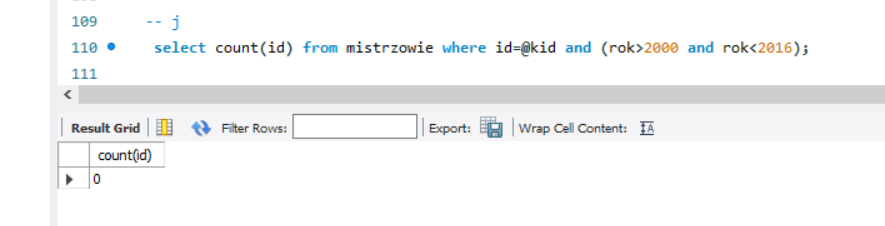 109 -- j
110 select count(id) from mistrzowie where id=@kid and (rok>2000 and rok<2016);
111
Result Grid Filter Rows: Export: Wrap Cell Content:
count(id)
0